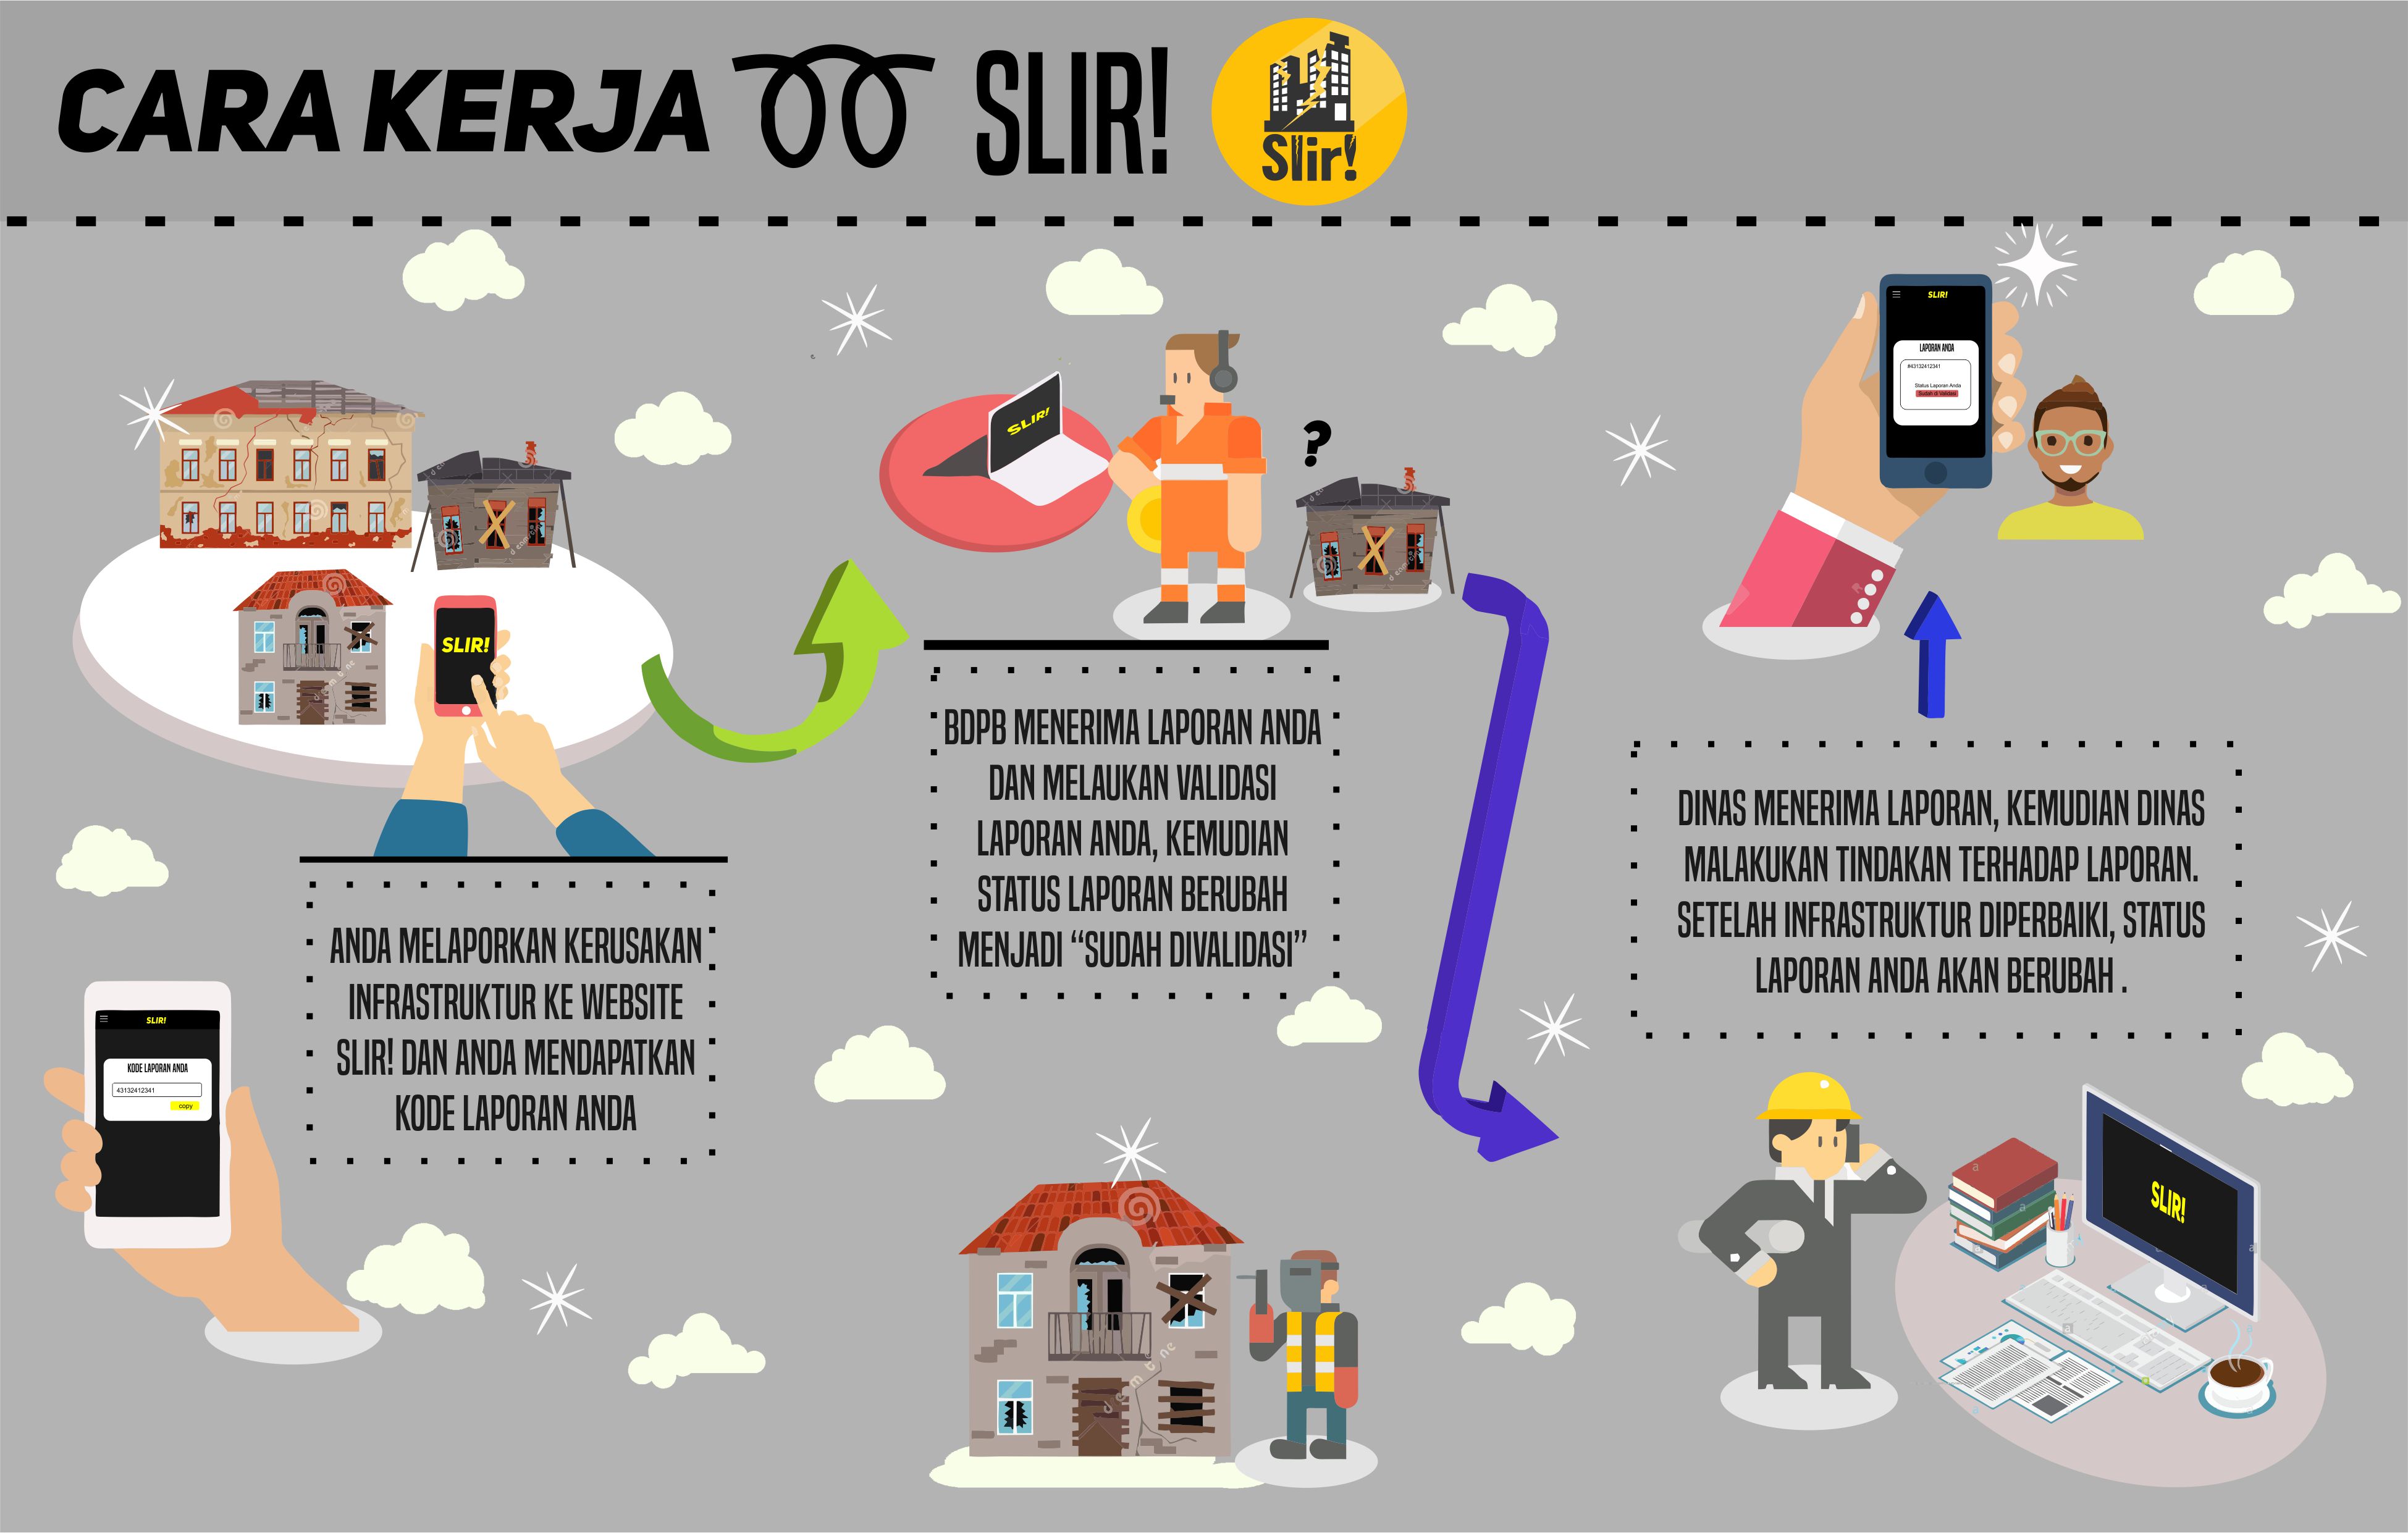 CARA KERJA SLIR!
Slir!
SLIR!
ANDA MELAPORKAN KERUSAKAN
INFRASTRUKTUR KE WEBSITE
SLIR! DAN ANDA MENDAPATKAN
KODE LAPORAN ANDA
SLIR!
KODE LAPORAN ANDA
43132412341
copy
SLIR!
?
BDPB MENERIMA LAPORAN ANDA
DAN MELAUKAN VALIDASI
LAPORAN ANDA, KEMUDIAN
STATUS LAPORAN BERUBAH
MENJADI “SUDAH DIVALIDASI”
SLIR!
LAPORAN ANDA
#43132412341
Status Laporan Anda
Sudah di Validasi
DINAS MENERIMA LAPORAN, KEMUDIAN DINAS
MALAKUKAN TINDAKAN TERHADAP LAPORAN.
SETELAH INFRASTRUKTUR DIPERBAIKI, STATUS
LAPORAN ANDA AKAN BERUBAH .
SLIR!